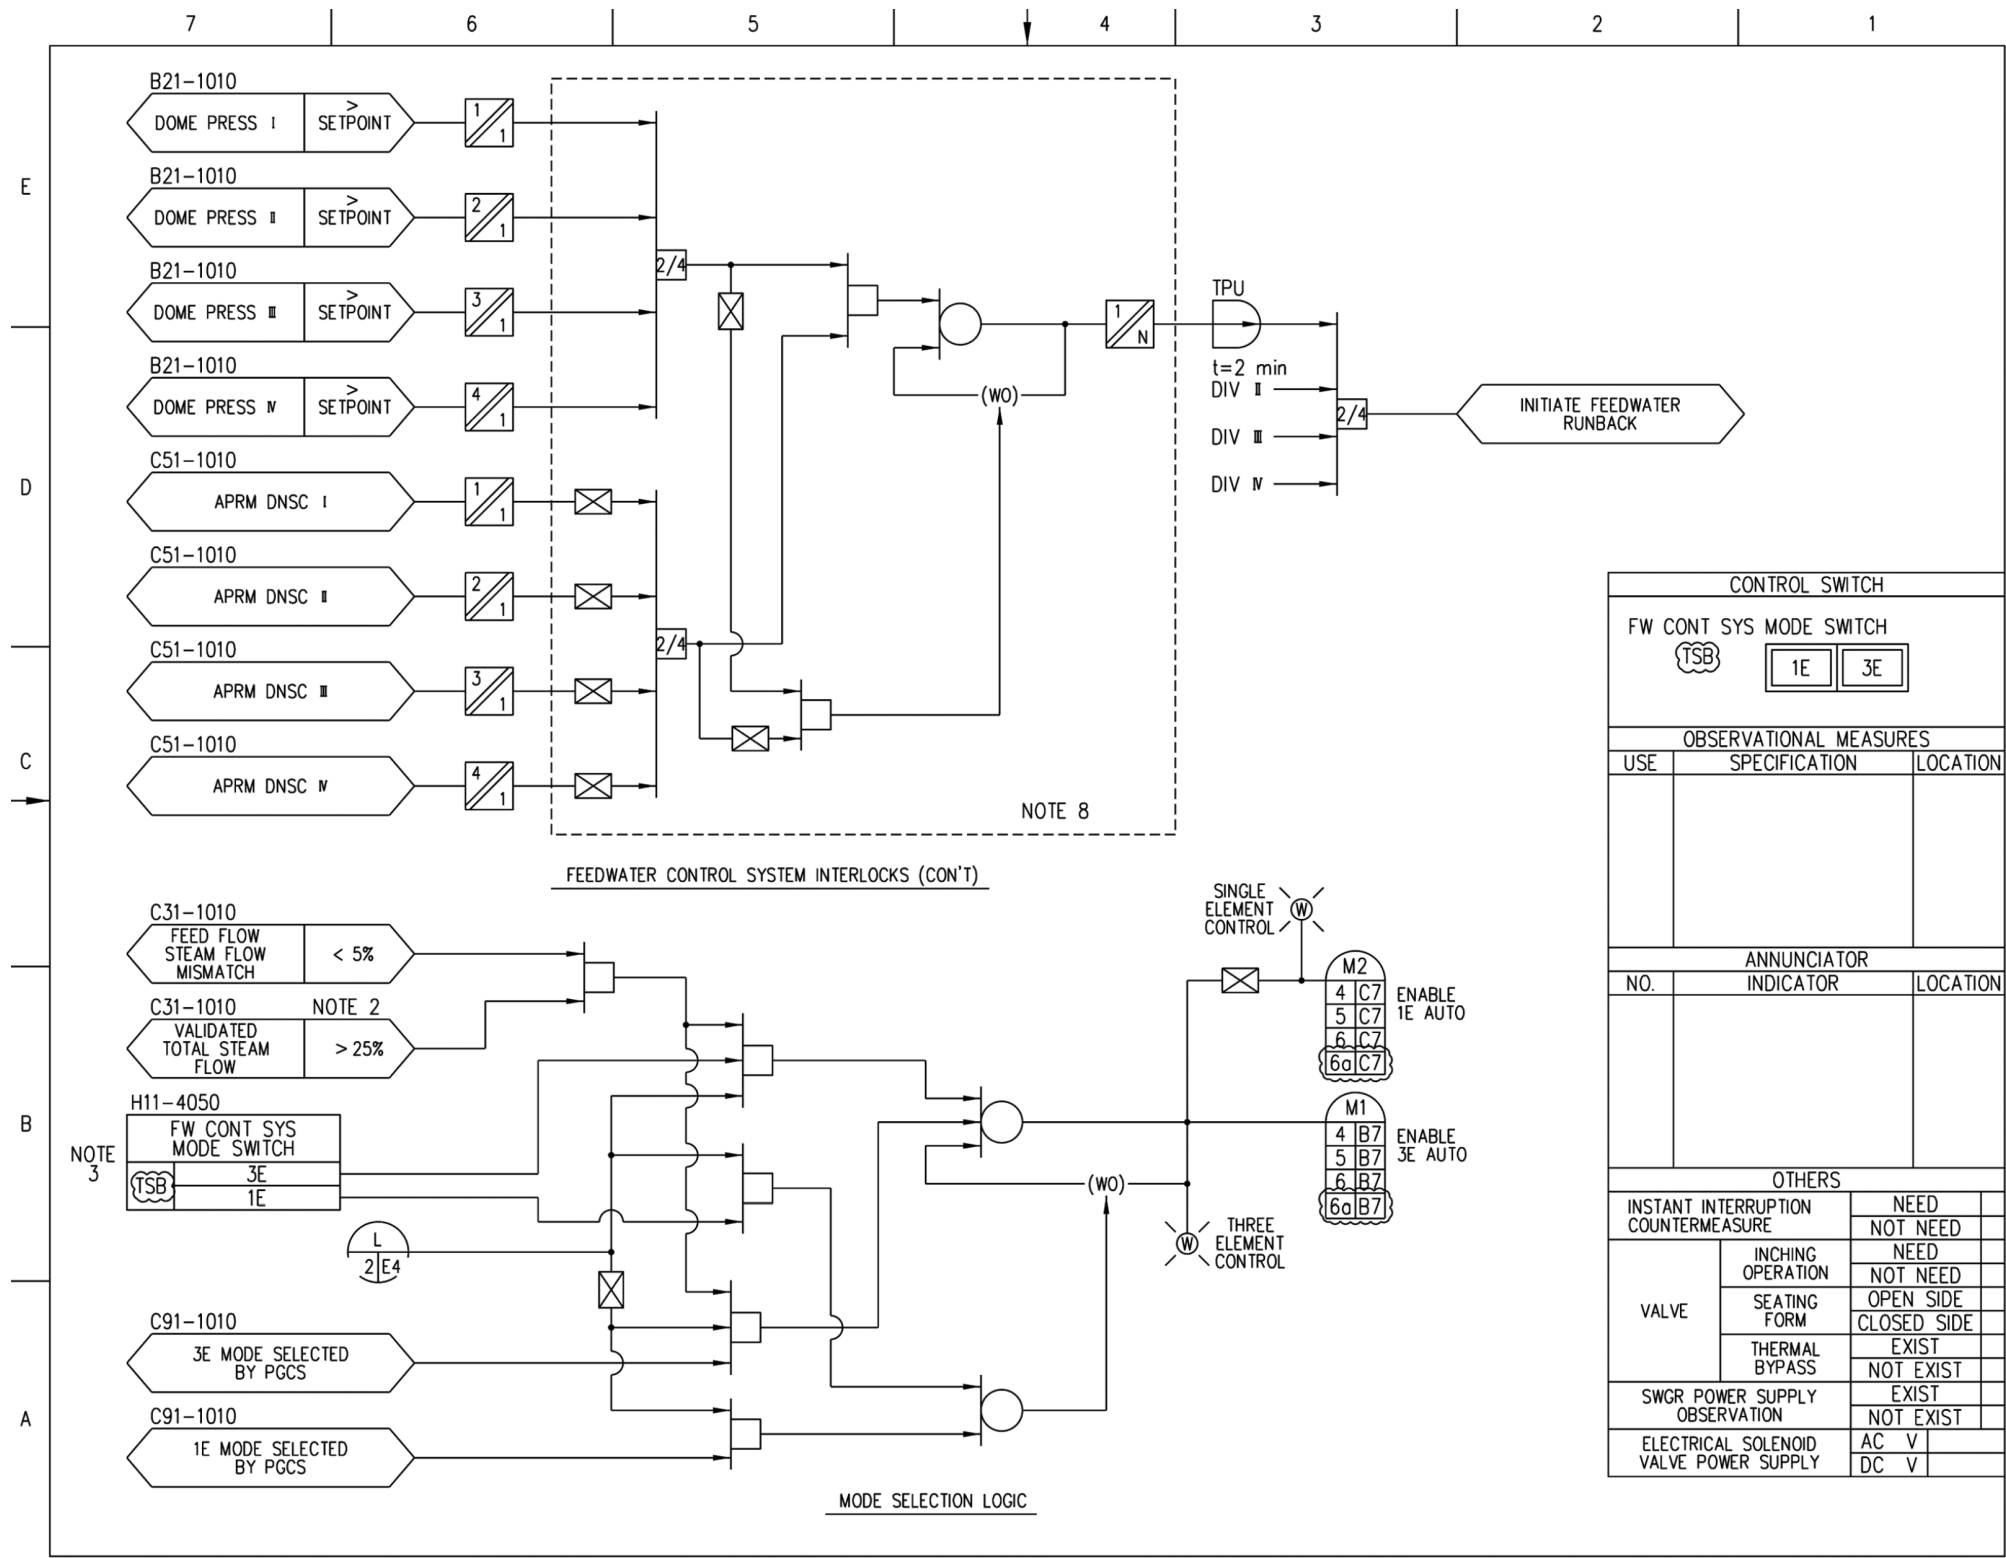 7 6 5 4 3 2 1
E
D
C
B
A
B21-1010
DOME PRESS I
>
SETPOINT
1
1
B21-1010
DOME PRESS II
>
SETPOINT
2
1
B21-1010
DOME PRESS III
>
SETPOINT
3
1
B21-1010
DOME PRESS IV
>
SETPOINT
4
1
C51-1010
APRM DNSC I
1
1
C51-1010
APRM DNSC II
2
1
C51-1010
APRM DNSC III
3
1
C51-1010
APRM DNSC IV
4
1
2/4
2/4
(WO)
1
N
NOTE 8
TPU
t=2 min
DIV II
DIV III
DIV IV
2/4
INITIATE FEEDWATER
RUNBACK
FEEDWATER CONTROL SYSTEM INTERLOCKS (CON'T)
C31-1010
FEED FLOW
STEAM FLOW
MISMATCH
< 5%
C31-1010
NOTE 2
VALIDATED
TOTAL STEAM
FLOW
> 25%
H11-4050
FW CONT SYS
MODE SWITCH
NOTE
3
TSB
3E
1E
L
2 E4
C91-1010
3E MODE SELECTED
BY PGCS
C91-1010
1E MODE SELECTED
BY PGCS
(WO)
SINGLE
ELEMENT
CONTROL
W
M2
4 C7
5 C7
6 C7
6a C7
ENABLE
1E AUTO
M1
4 B7
5 B7
6 B7
6a B7
ENABLE
3E AUTO
W
THREE
ELEMENT
CONTROL
MODE SELECTION LOGIC
CONTROL SWITCH
FW CONT SYS MODE SWITCH
TSB
1E 3E
OBSERVATIONAL MEASURES
USE SPECIFICATION LOCATION
ANNUNCIATOR
NO. INDICATOR LOCATION
OTHERS
INSTANT INTERRUPTION
COUNTERMEASURE
NEED
NOT NEED
VALVE
INCHING
OPERATION
NEED
NOT NEED
SEATING
FORM
OPEN SIDE
CLOSED SIDE
THERMAL
BYPASS
EXIST
NOT EXIST
SWGR POWER SUPPLY
OBSERVATION
EXIST
NOT EXIST
ELECTRICAL SOLENOID
VALVE POWER SUPPLY
AC V
DC V